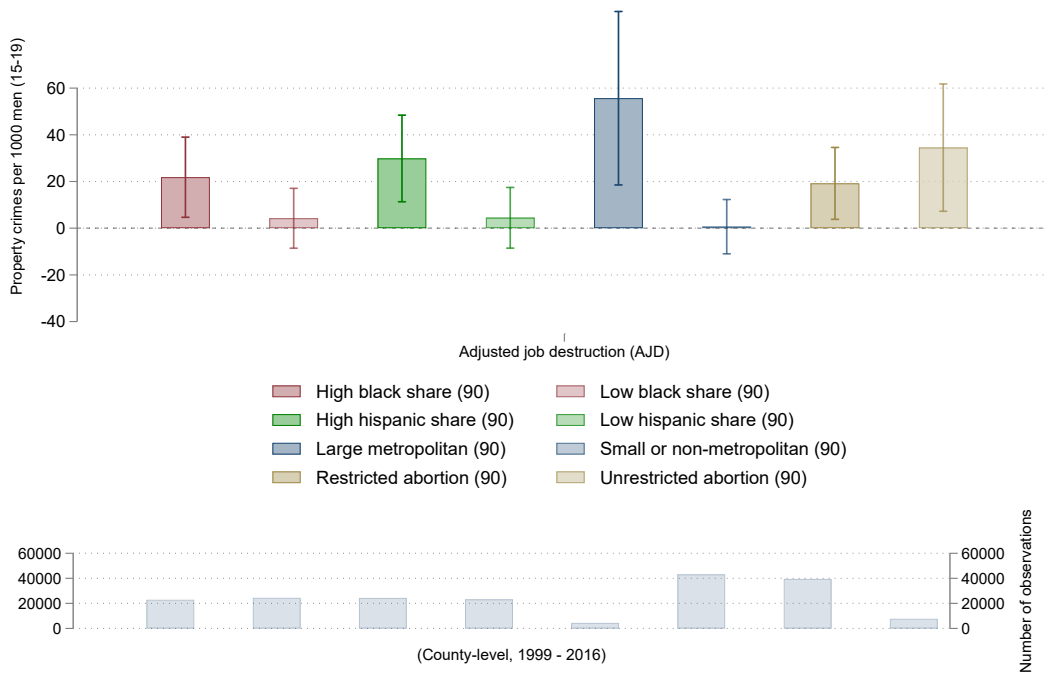 Property crimes per 1000 men (15-19)
60
40
20
0
-20
-40
Adjusted job destruction (AJD)
High black share (90)
Low black share (90)
High hispanic share (90)
Low hispanic share (90)
Large metropolitan (90)
Small or non-metropolitan (90)
Restricted abortion (90)
Unrestricted abortion (90)
60000
40000
20000
0
60000
40000
20000
0
Number of observations
(County-level, 1999 - 2016)